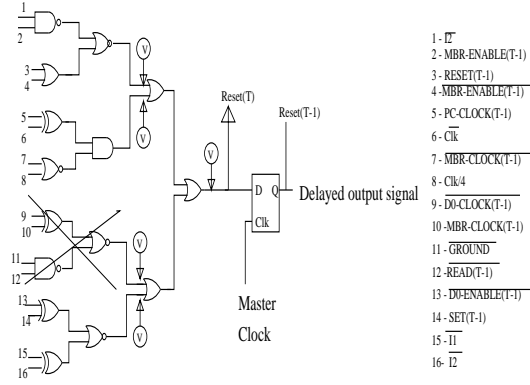 1
2
3
4
5
6
7
8
9
10
11
12
13
14
15
16
V
V
V
V
V
Reset(T)
Reset(T-1)
D Q
Clk
Delayed output signal
Master
Clock
1 - I2
2 - MBR-ENABLE(T-1)
3 - RESET(T-1)
4 -MBR-ENABLE(T-1)
5 - PC-CLOCK(T-1)
6 - Clk
7 - MBR-CLOCK(T-1)
8 - Clk/4
9 - D0-CLOCK(T-1)
10 -MBR-CLOCK(T-1)
11 - GROUND
12 - READ(T-1)
13 - D0-ENABLE(T-1)
14 - SET(T-1)
15 - I1
16- I2